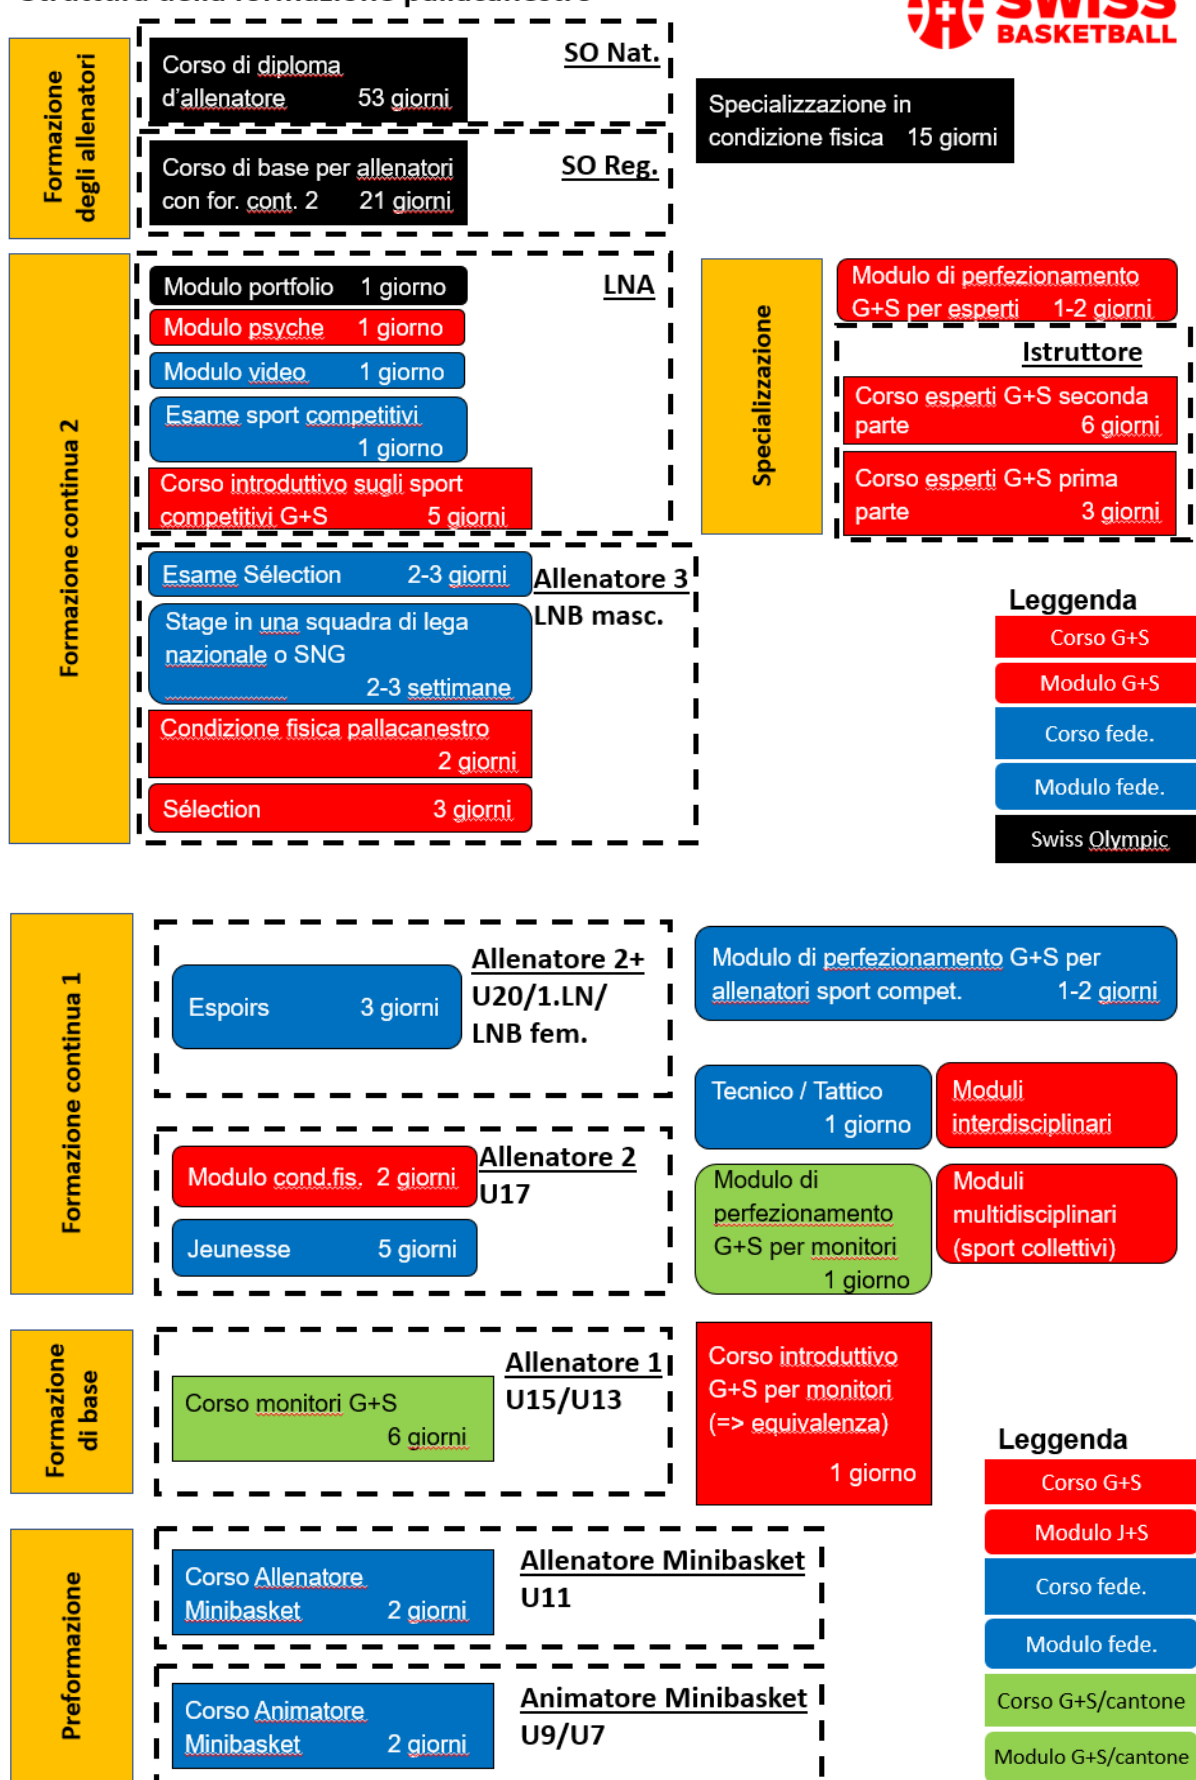 Struttura della formazione pallacanestro
SWISS
BASKETBALL
Formazione
degli allenatori
Corso di diploma
d'allenatore 53 giorni
SO Nat.
Corso di base per allenatori
con for. cont. 2 21 giorni
SO Reg.
Specializzazione in
condizione fisica 15 giorni
Formazione continua 2
Modulo portfolio 1 giorno
LNA
Modulo psyche 1 giorno
Modulo video 1 giorno
Esame sport competitivi
1 giorno
Corso introduttivo sugli sport
competitivi G+S 5 giorni
Esame Sélection 2-3 giorni
Allenatore 3
LNB masc.
Stage in una squadra di lega
nazionale o SNG
2-3 settimane
Condizione fisica pallacanestro
2 giorni
Sélection 3 giorni
Specializzazione
Modulo di perfezionamento
G+S per esperti 1-2 giorni
Istruttore
Corso esperti G+S seconda
parte 6 giorni
Corso esperti G+S prima
parte 3 giorni
Leggenda
Corso G+S
Modulo G+S
Corso fede.
Modulo fede.
Swiss Olympic
Formazione continua 1
Espoirs 3 giorni
Allenatore 2+
U20/1.LN/
LNB fem.
Modulo cond.fis. 2 giorni
Allenatore 2
U17
Jeunesse 5 giorni
Modulo di perfezionamento G+S per
allenatori sport compet. 1-2 giorni
Tecnico / Tattico
1 giorno
Moduli
interdisciplinari
Modulo di
perfezionamento
G+S per monitori
1 giorno
Moduli
multidisciplinari
(sport collettivi)
Formazione
di base
Corso monitori G+S
6 giorni
Allenatore 1
U15/U13
Corso introduttivo
G+S per monitori
(=> equivalenza)
1 giorno
Preformazione
Corso Allenatore
Minibasket 2 giorni
Allenatore Minibasket
U11
Corso Animatore
Minibasket 2 giorni
Animatore Minibasket
U9/U7
Leggenda
Corso G+S
Modulo J+S
Corso fede.
Modulo fede.
Corso G+S/cantone
Modulo G+S/cantone